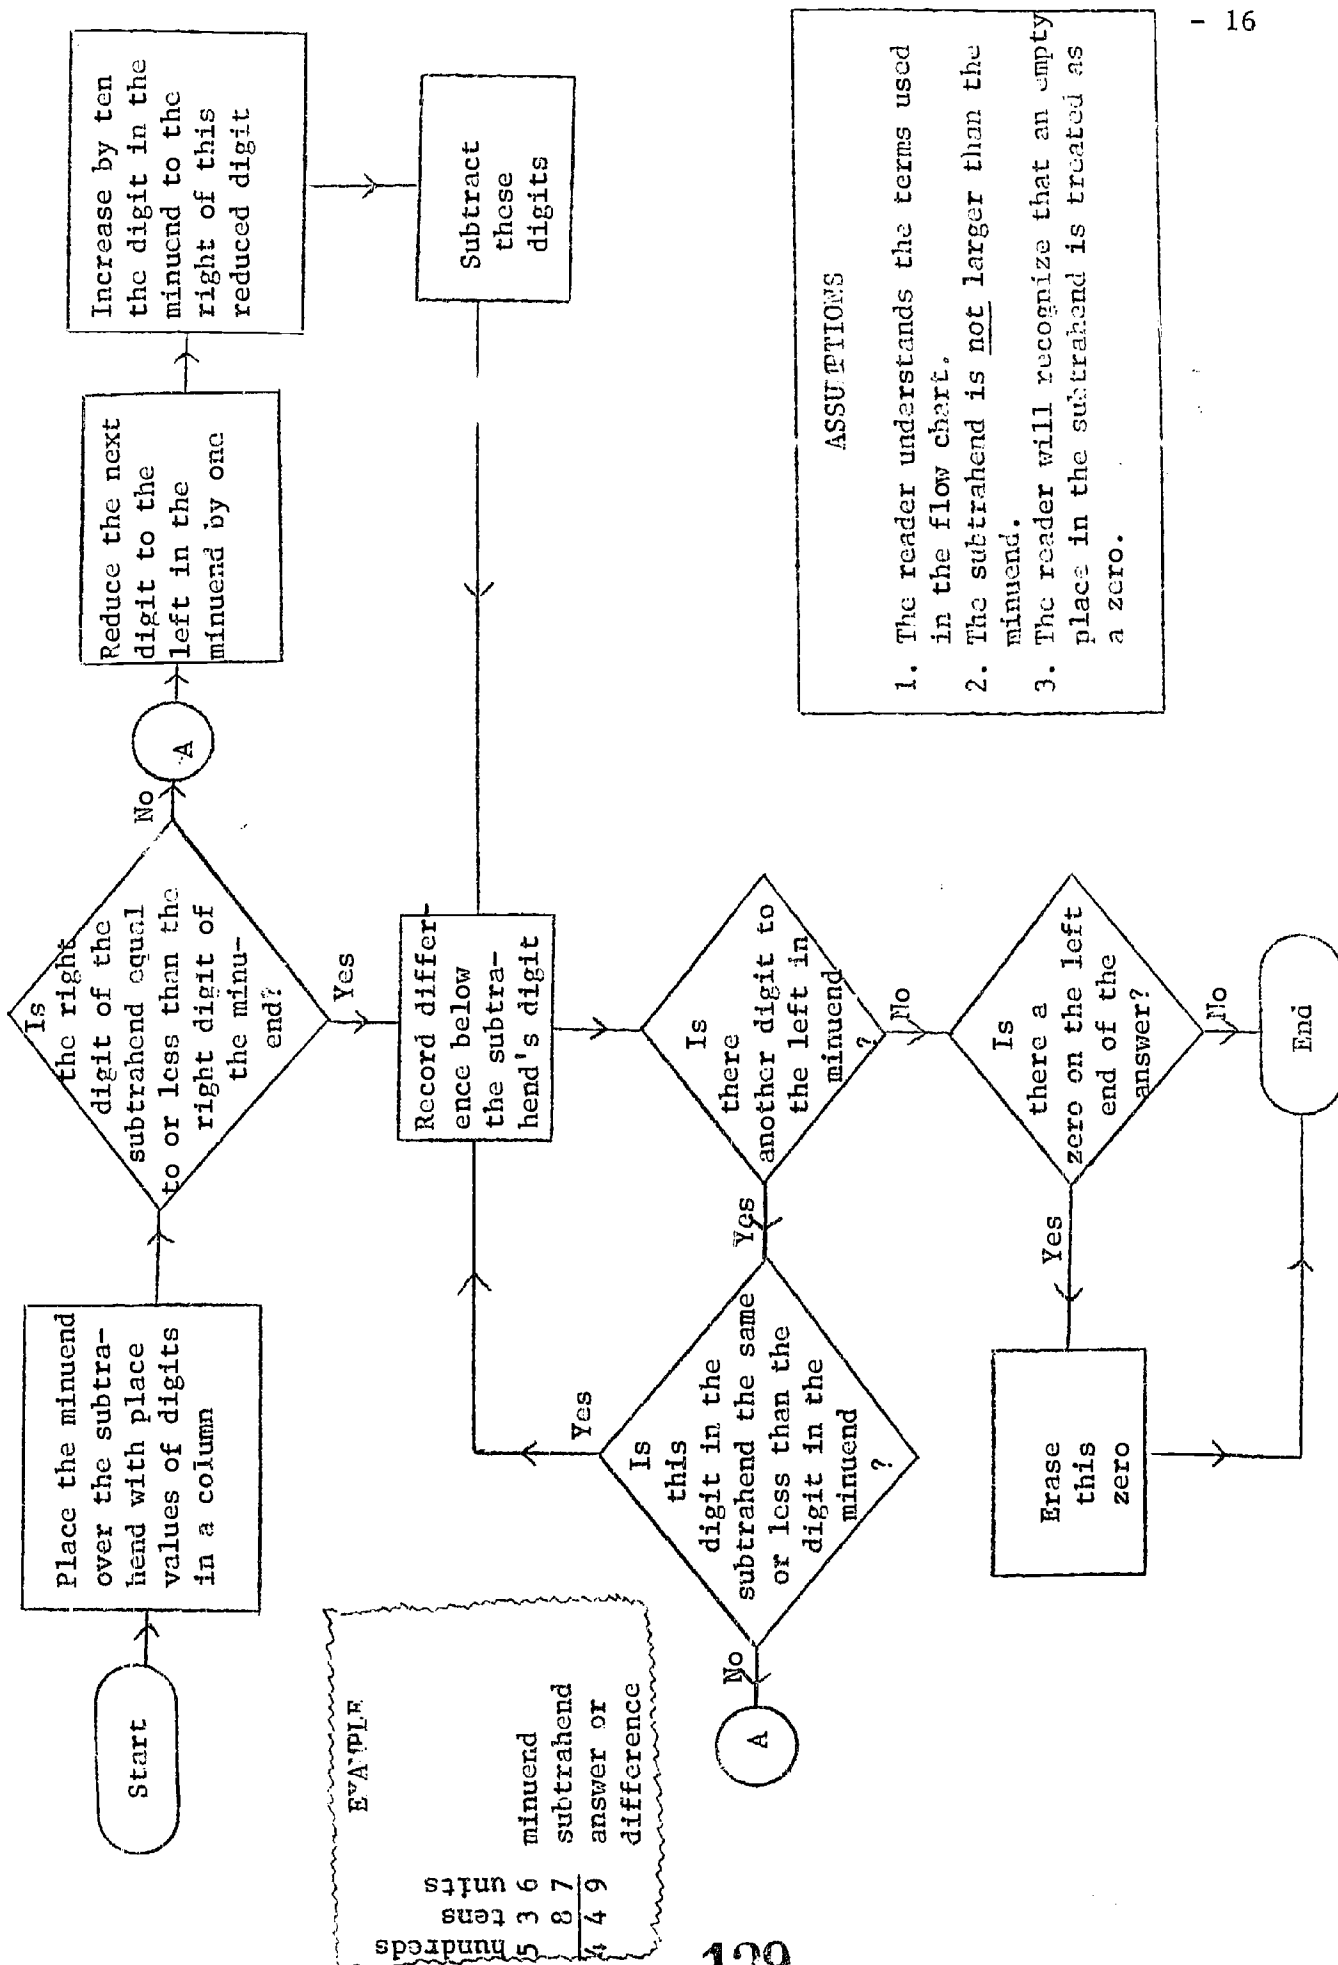 - 16
Start
Place the minuend
over the subtra-
hend with place
values of digits
in a column
Is
the right
digit of the
subtrahend equal
to or less than the
right digit of
the minu-
end?
No
A
Reduce the next
digit to the
left in the
minuend by one
Increase by ten
the digit in the
minuend to the
right of this
reduced digit
Subtract
these
digits
Yes
Record differ-
ence below
the subtra-
hend's digit
Is
there
another digit to
the left in
minuend
?
Yes
No
Is
this
digit in the
subtrahend the same
or less than the
digit in the
minuend
?
Yes
No
A
Is
there a
zero on the left
end of the
answer?
Yes
No
Erase
this
zero
End
EXAMPLE
hundreds
tens
units
5 3 6 minuend
8 7 subtrahend
4 4 9 answer or
difference
ASSUMPTIONS
1. The reader understands the terms used
in the flow chart.
2. The subtrahend is not larger than the
minuend.
3. The reader will recognize that an empty
place in the subtrahend is treated as
a zero.
129